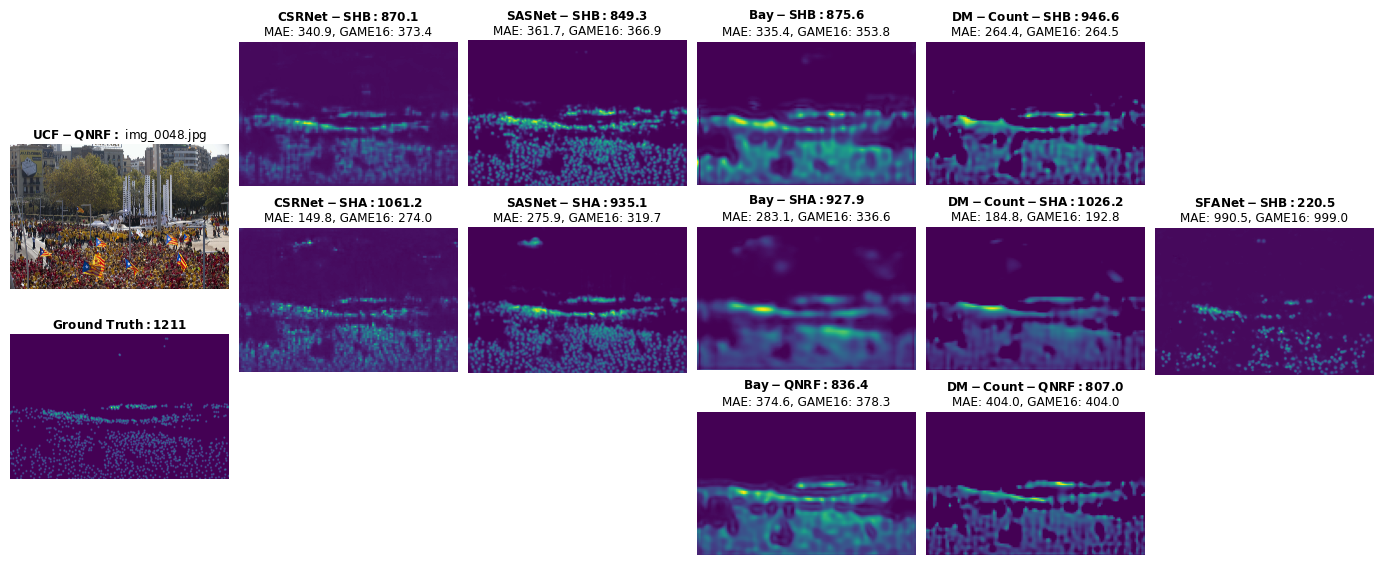 CSRNet − SHB : 870.1
MAE: 340.9, GAME16: 373.4
SASNet − SHB : 849.3
MAE: 361.7, GAME16: 366.9
Bay − SHB : 875.6
MAE: 335.4, GAME16: 353.8
DM − Count − SHB : 946.6
MAE: 264.4, GAME16: 264.5
UCF − QNRF : img_0048.jpg
CSRNet − SHA : 1061.2
MAE: 149.8, GAME16: 274.0
SASNet − SHA : 935.1
MAE: 275.9, GAME16: 319.7
Bay − SHA : 927.9
MAE: 283.1, GAME16: 336.6
DM − Count − SHA : 1026.2
MAE: 184.8, GAME16: 192.8
SFANet − SHB : 220.5
MAE: 990.5, GAME16: 999.0
Ground Truth : 1211
Bay − QNRF : 836.4
MAE: 374.6, GAME16: 378.3
DM − Count − QNRF : 807.0
MAE: 404.0, GAME16: 404.0